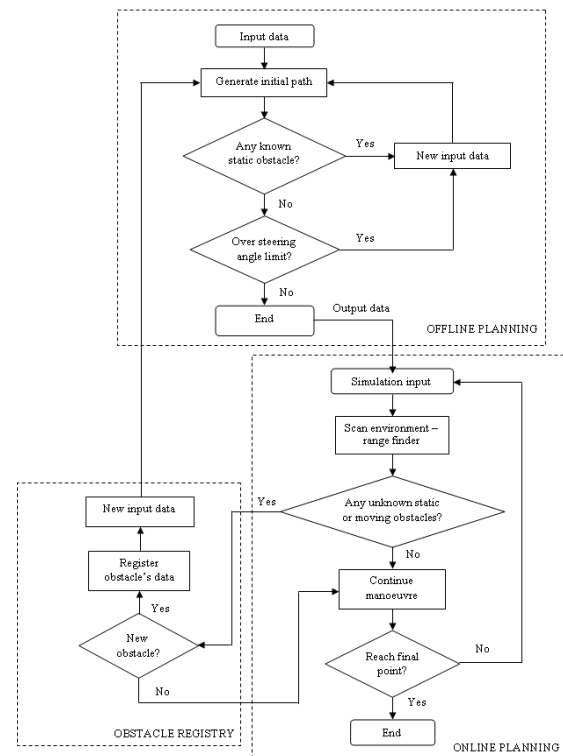 Input data
Generate initial path
Any known
static obstacle?
Yes
New input data
No
Over steering
angle limit?
Yes
No
End
Output data
OFFLINE PLANNING
Simulation input
Scan environment –
range finder
Any unknown static
or moving obstacles?
Yes
No
New input data
Register
obstacle's data
Yes
New
obstacle?
No
OBSTACLE REGISTRY
Continue
manoeuvre
Reach final
point?
No
Yes
End
ONLINE PLANNING